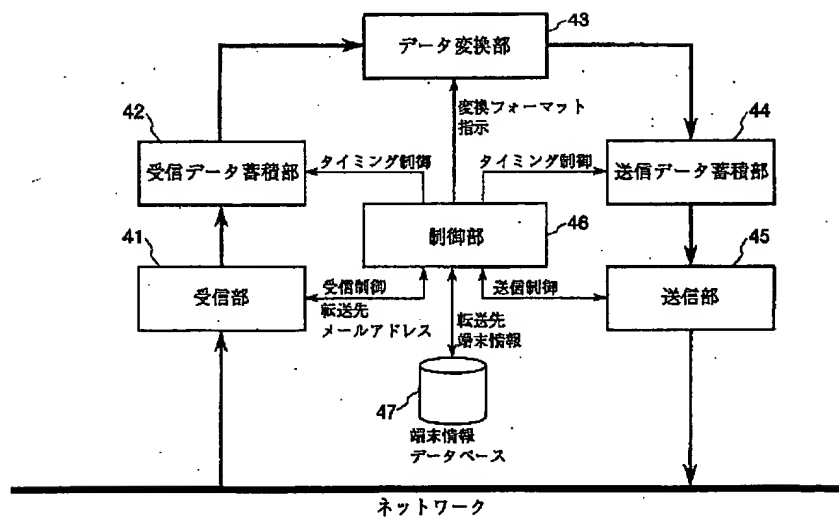 43
データ変換部
42
変換フォーマット
指示
44
受信データ蓄積部
タイミング制御
タイミング制御
送信データ蓄積部
制御部
46
41
45
受信部
受信制御
転送先
メールアドレス
送信制御
送信部
転送先
端末情報
47
端末情報
データベース
ネットワーク